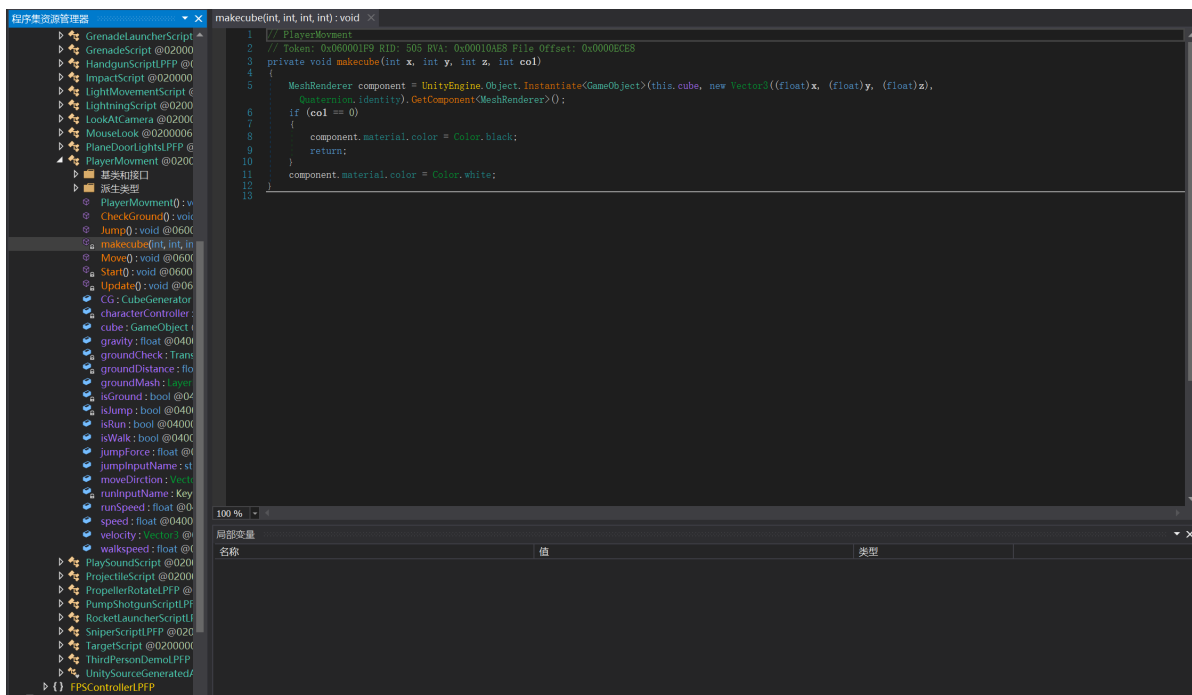 程序集资源管理器
GrenadeLauncherScript
GrenadeScript @02000
HandgunScriptLPFP @0
ImpactScript @020000
LightMovementScript @
LightningScript @0200
LookAtCamera @0200
MouseLook @0200006
PlaneDoorLightsLPFP @
PlayerMovment @0200
基类和接口
派生类型
PlayerMovment() : v
CheckGround() : void
Jump() : void @0600
makecube(int, int, in
Move() : void @0600
Start() : void @0600
Update() : void @06
CG : CubeGenerator
characterController :
cube : GameObject
gravity : float @040
groundCheck : Trans
groundDistance : flo
groundMash : Layer
isGround : bool @04
isJump : bool @040
isRun : bool @0400
isWalk : bool @0400
jumpForce : float @0
jumpInputName : st
moveDirction : Vect
runInputName : Key
runSpeed : float @0
speed : float @0400
velocity : Vector3 @
walkspeed : float @0
PlaySoundScript @020
ProjectileScript @0200
PropellerRotateLPFP @
PumpShotgunScriptLPF
RocketLauncherScriptL
SniperScriptLPFP @020
TargetScript @020000
ThirdPersonDemoLPFP
UnitySourceGeneratedA
{ } FPSControllerLPFP
makecube(int, int, int, int) : void ×
1 // PlayerMovment
2 // Token: 0x060001F9 RID: 505 RVA: 0x00010AE8 File Offset: 0x0000ECE8
3 private void makecube(int x, int y, int z, int col)
4 {
5 MeshRenderer component = UnityEngine.Object.Instantiate<GameObject>(this.cube, new Vector3((float)x, (float)y, (float)z),
Quaternion.identity).GetComponent<MeshRenderer>();
6 if (col == 0)
7 {
8 component.material.color = Color.black;
9 return;
10 }
11 component.material.color = Color.white;
12 }
13
100 %
局部变量
名称 值 类型